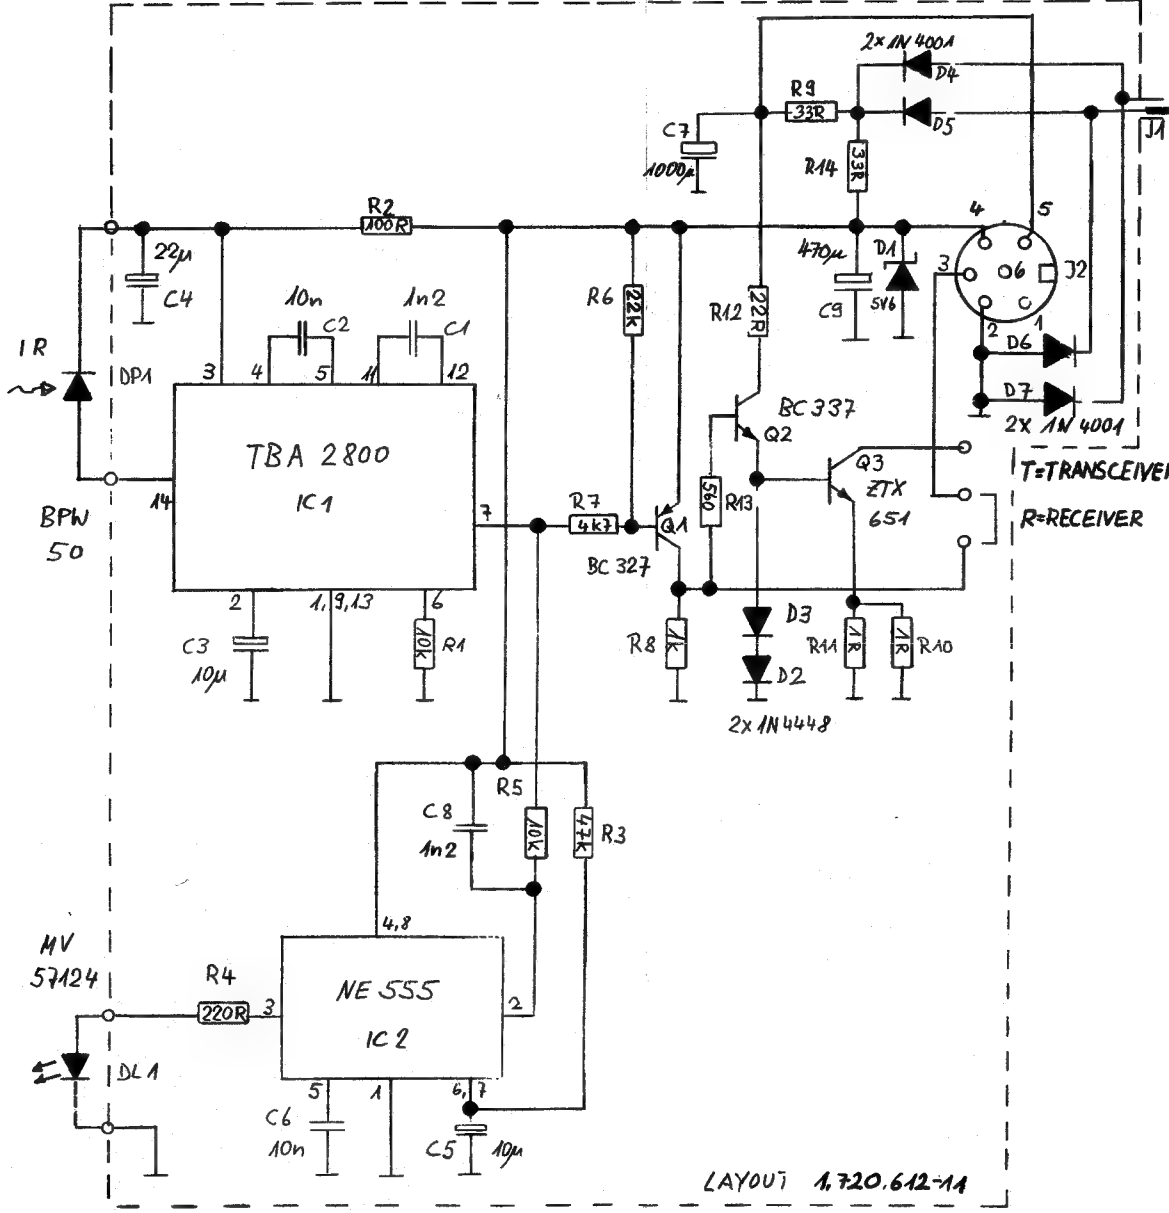 2x 1N 4001
D4
R9
33R
D5
J1
C7
1000µ
R14
33R
R2
100R
4
5
22µ
C4
470µ
D1
3
6
J2
10n
1n2
R6
22k
R12
22R
C9
5V6
C2
C1
2
1
IR
DP1
3
4
5
11
12
D6
D7
BC 337
2x 1N 4001
Q2
TBA 2800
IC1
Q3
ZTX
651
T=TRANSCEIVER
14
560
R13
BPW
50
7
R7
4k7
Q1
R=RECEIVER
BC 327
2
1,9,13
6
C3
10µ
10k
R1
R8
1k
D3
D2
R11
1R
1R
R10
2x 1N4448
R5
C8
1n2
10k
47k
R3
4,8
MV
57124
R4
220R
3
NE 555
IC2
2
DL1
5
1
6,7
C6
10n
C5
10µ
LAYOUT 1.720.612-11